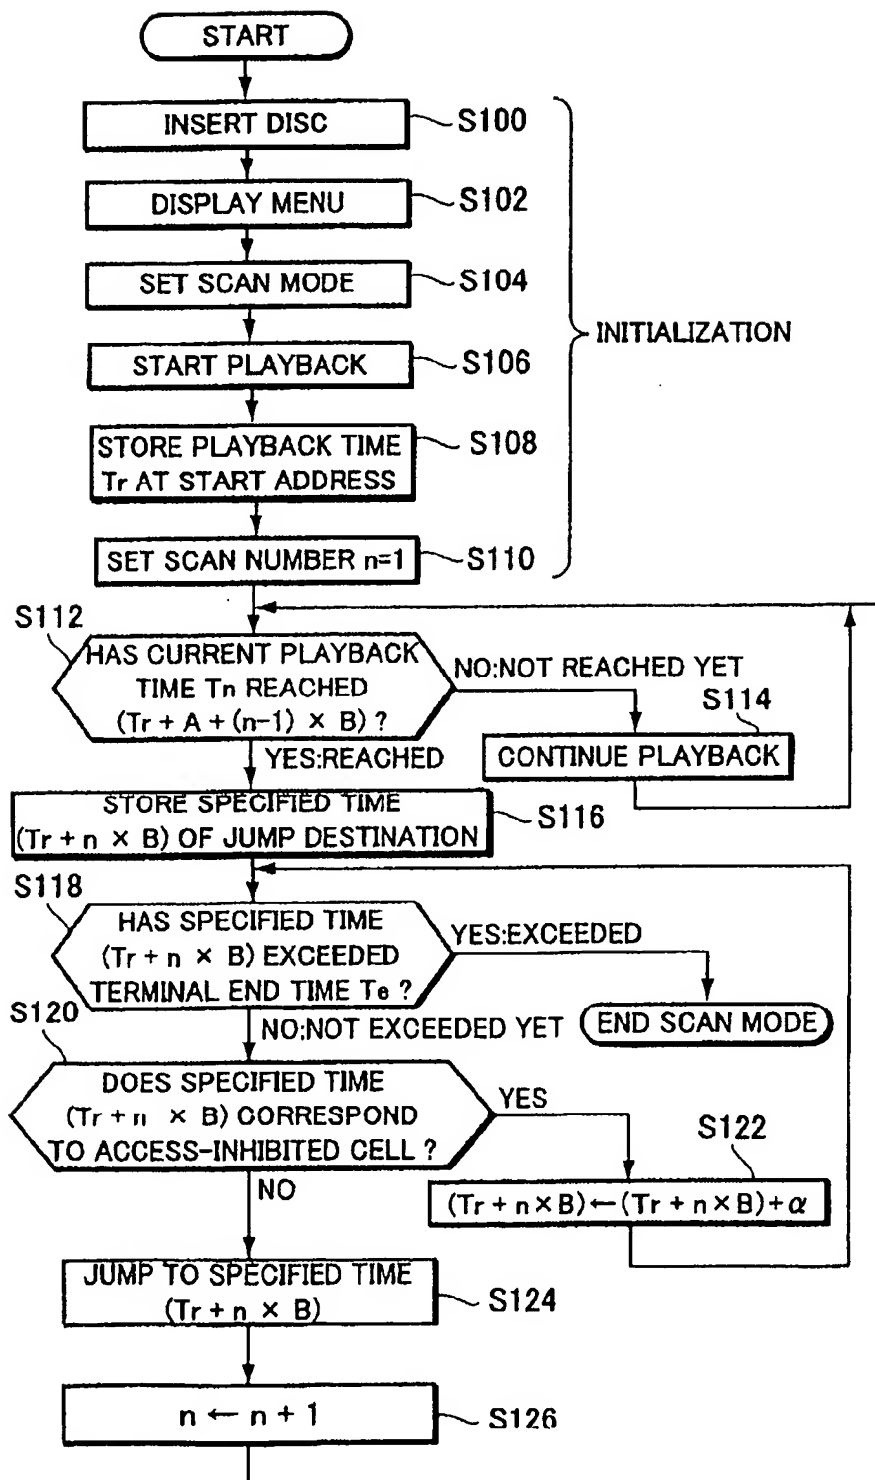 START
INSERT DISC
S100
DISPLAY MENU
S102
SET SCAN MODE
S104
START PLAYBACK
S106
STORE PLAYBACK TIME
Tr AT START ADDRESS
S108
SET SCAN NUMBER n=1
S110
INITIALIZATION
S112
HAS CURRENT PLAYBACK
TIME Tn REACHED
(Tr + A + (n-1) × B) ?
NO:NOT REACHED YET
S114
CONTINUE PLAYBACK
YES:REACHED
STORE SPECIFIED TIME
(Tr + n × B) OF JUMP DESTINATION
S116
S118
HAS SPECIFIED TIME
(Tr + n × B) EXCEEDED
TERMINAL END TIME Te ?
YES:EXCEEDED
END SCAN MODE
S120
NO:NOT EXCEEDED YET
DOES SPECIFIED TIME
(Tr + n × B) CORRESPOND
TO ACCESS-INHIBITED CELL ?
YES
S122
(Tr + n×B) ← (Tr + n×B)+α
NO
JUMP TO SPECIFIED TIME
(Tr + n × B)
S124
n ← n + 1
S126